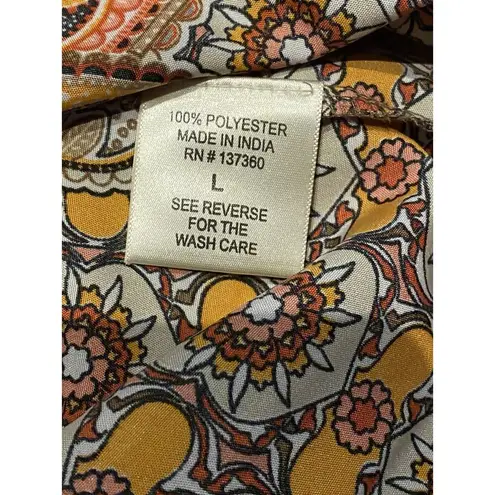 100% POLYESTER
MADE IN INDIA
RN # 137360
L
SEE REVERSE
FOR THE
WASH CARE